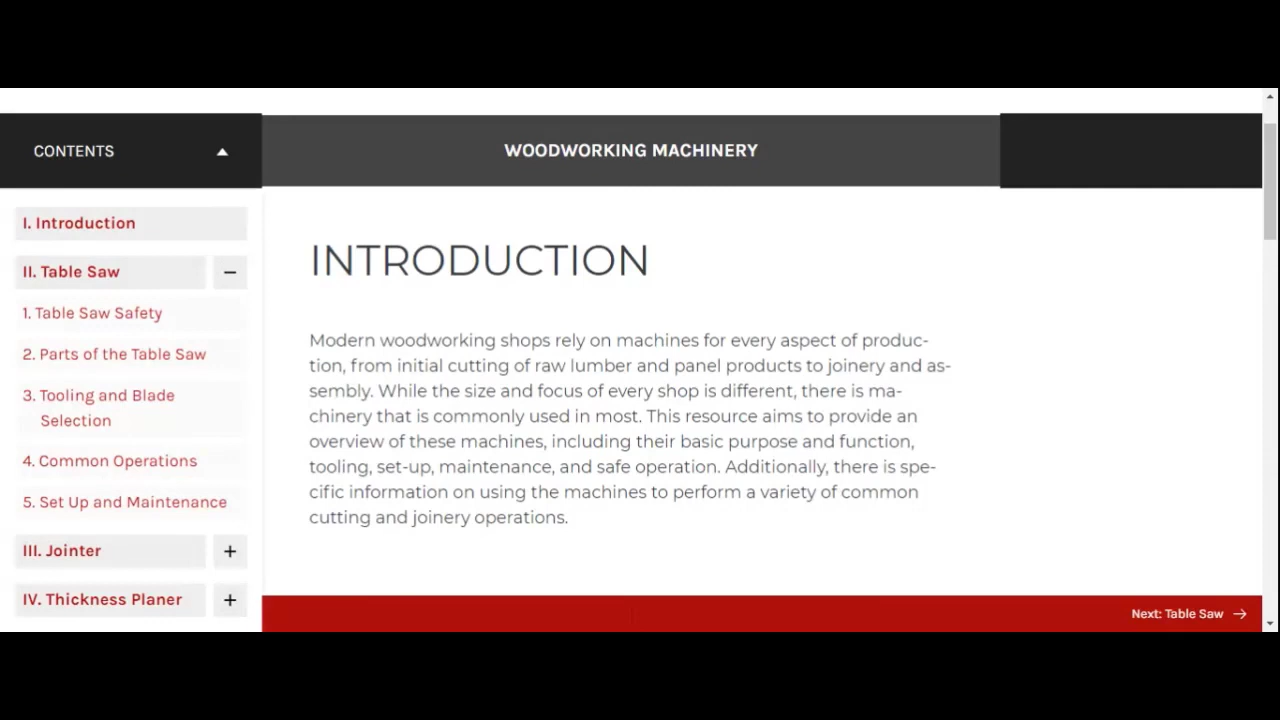 CONTENTS
WOODWORKING MACHINERY
I. Introduction
II. Table Saw
1. Table Saw Safety
2. Parts of the Table Saw
3. Tooling and Blade
Selection
4. Common Operations
5. Set Up and Maintenance
III. Jointer
IV. Thickness Planer
INTRODUCTION
Modern woodworking shops rely on machines for every aspect of produc-
tion, from initial cutting of raw lumber and panel products to joinery and as-
sembly. While the size and focus of every shop is different, there is ma-
chinery that is commonly used in most. This resource aims to provide an
overview of these machines, including their basic purpose and function,
tooling, set-up, maintenance, and safe operation. Additionally, there is spe-
cific information on using the machines to perform a variety of common
cutting and joinery operations.
Next: Table Saw →